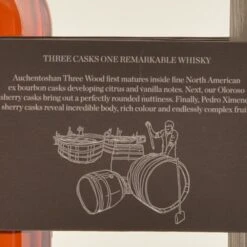 THREE CASKS ONE REMARKABLE WHISKY
Auchentoshan Three Wood first matures inside fine North American
ex bourbon casks developing citrus and vanilla notes. Next, our Oloroso
sherry casks bring out a perfectly rounded nuttiness. Finally, Pedro Ximene
sherry casks reveal incredible body, rich colour and endlessly complex frui